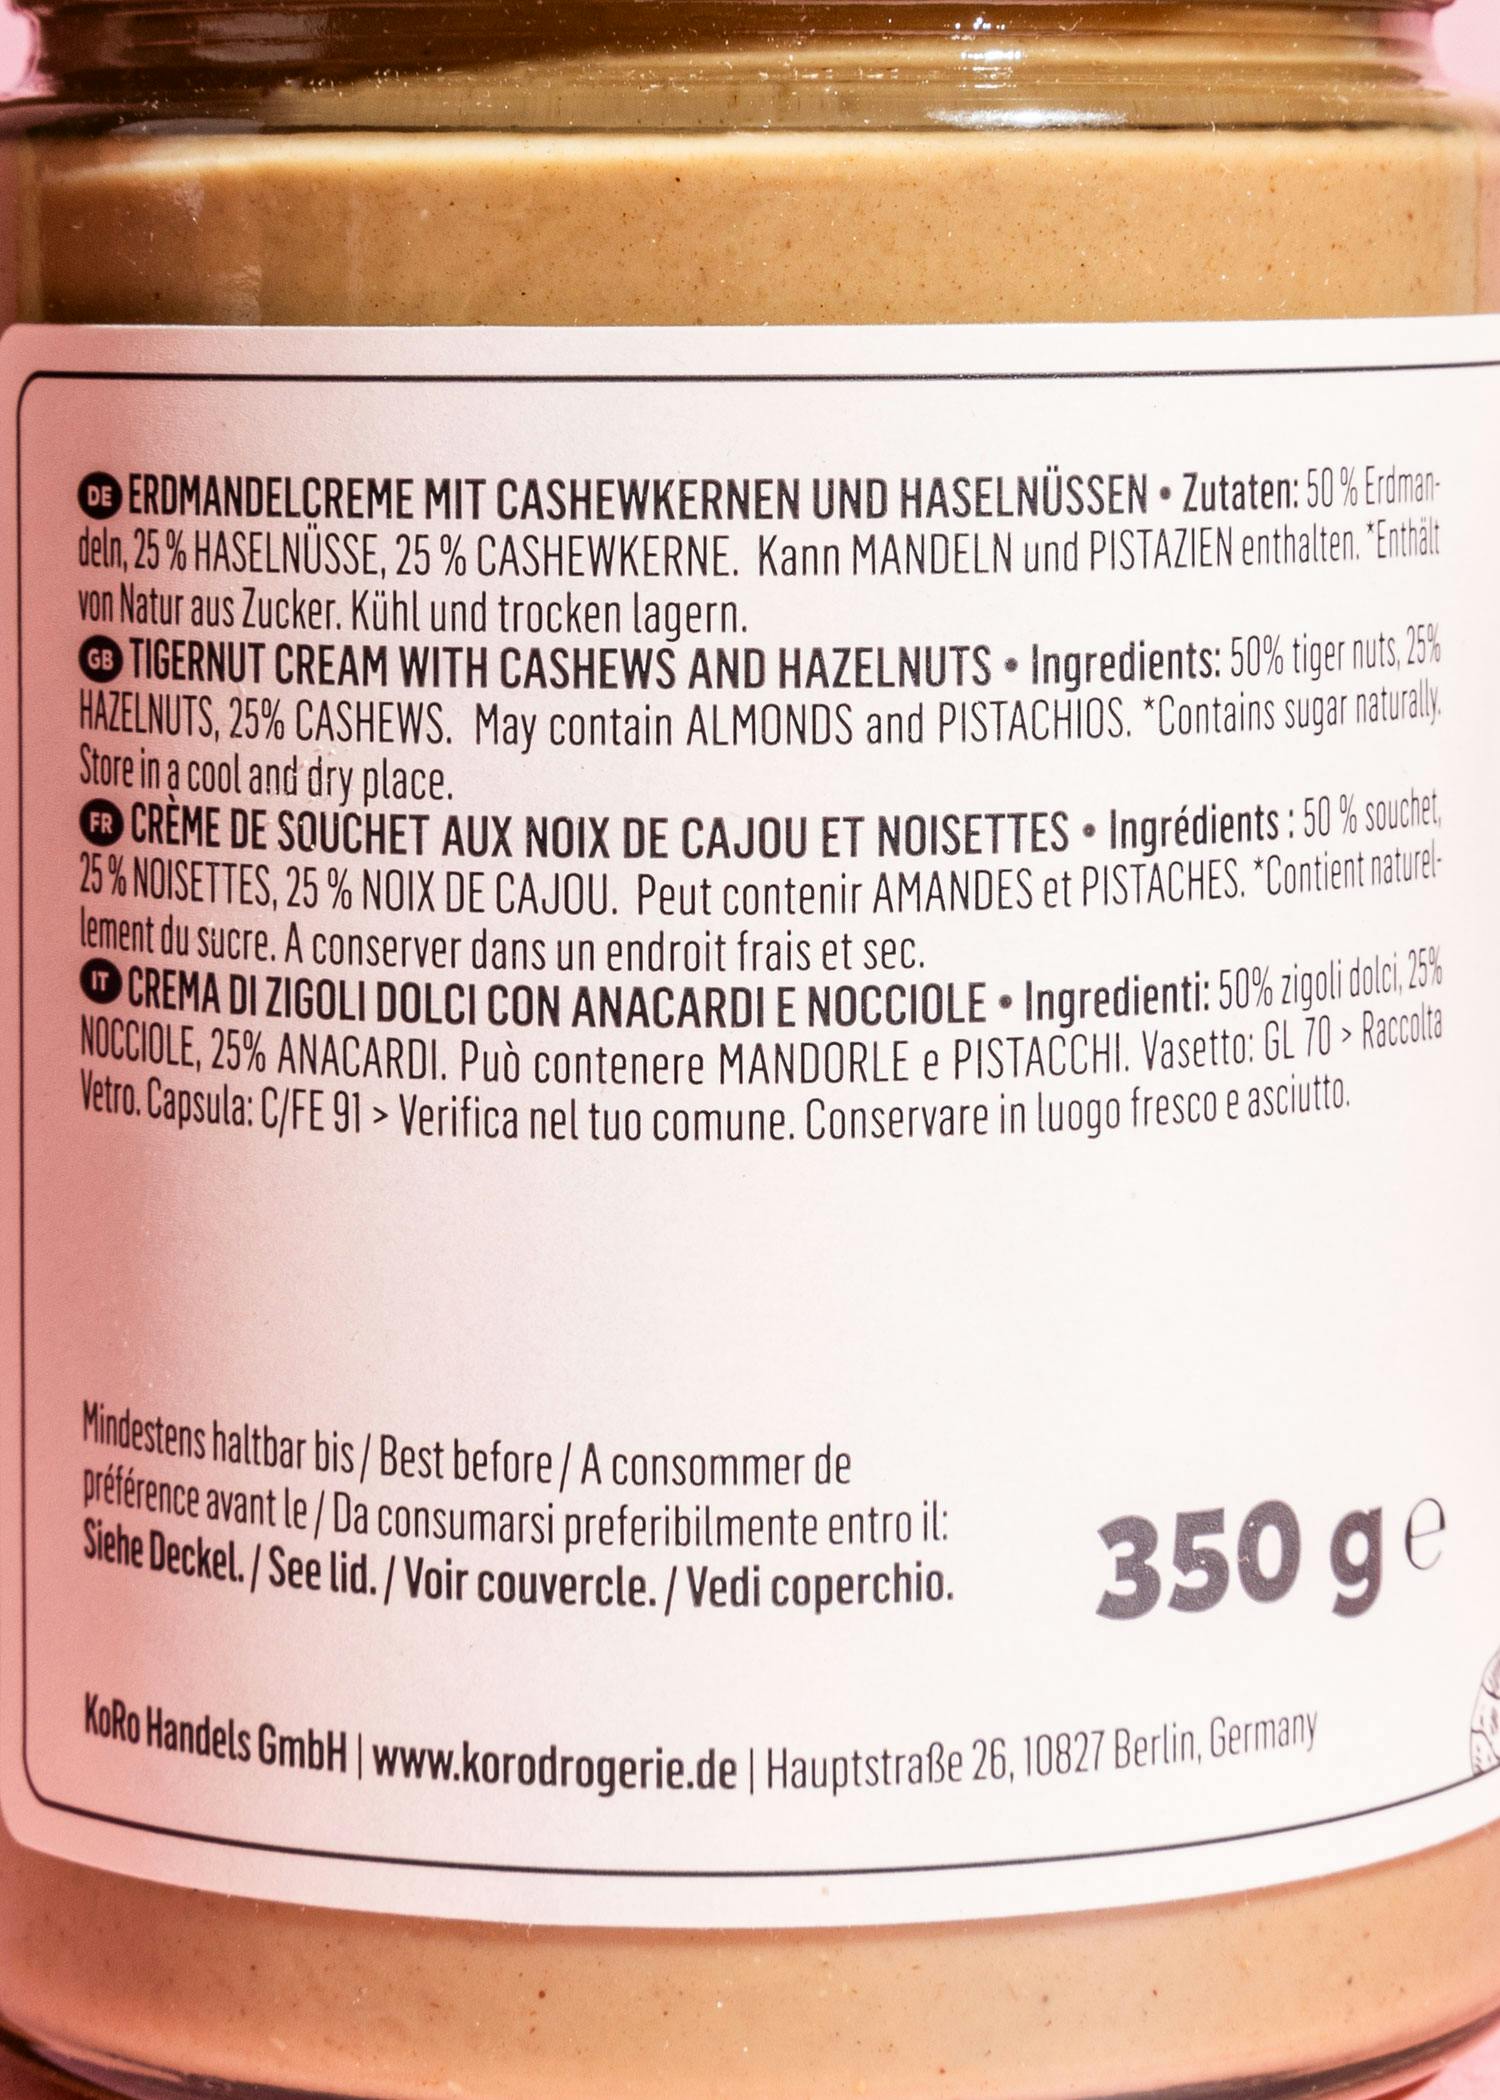 DE ERDMANDELCREME MIT CASHEWKERNEN UND HASELNÜSSEN • Zutaten: 50 % Erdman-
deln, 25 % HASELNÜSSE, 25 % CASHEWKERNE. Kann MANDELN und PISTAZIEN enthalten. *Enthält
von Natur aus Zucker. Kühl und trocken lagern.
GB TIGERNUT CREAM WITH CASHEWS AND HAZELNUTS • Ingredients: 50% tiger nuts, 25%
HAZELNUTS, 25% CASHEWS. May contain ALMONDS and PISTACHIOS. *Contains sugar naturally.
Store in a cool and dry place.
FR CRÈME DE SOUCHET AUX NOIX DE CAJOU ET NOISETTES • Ingrédients : 50 % souchet,
25 % NOISETTES, 25 % NOIX DE CAJOU. Peut contenir AMANDES et PISTACHES. *Contient naturel-
lement du sucre. A conserver dans un endroit frais et sec.
IT CREMA DI ZIGOLI DOLCI CON ANACARDI E NOCCIOLE • Ingredienti: 50% zigoli dolci, 25%
NOCCIOLE, 25% ANACARDI. Può contenere MANDORLE e PISTACCHI. Vasetto: GL 70 > Raccolta
Vetro. Capsula: C/FE 91 > Verifica nel tuo comune. Conservare in luogo fresco e asciutto.
Mindestens haltbar bis / Best before / A consommer de
préférence avant le / Da consumarsi preferibilmente entro il:
Siehe Deckel. / See lid. / Voir couvercle. / Vedi coperchio.
350 g e
KoRo Handels GmbH | www.korodrogerie.de | Hauptstraße 26, 10827 Berlin, Germany